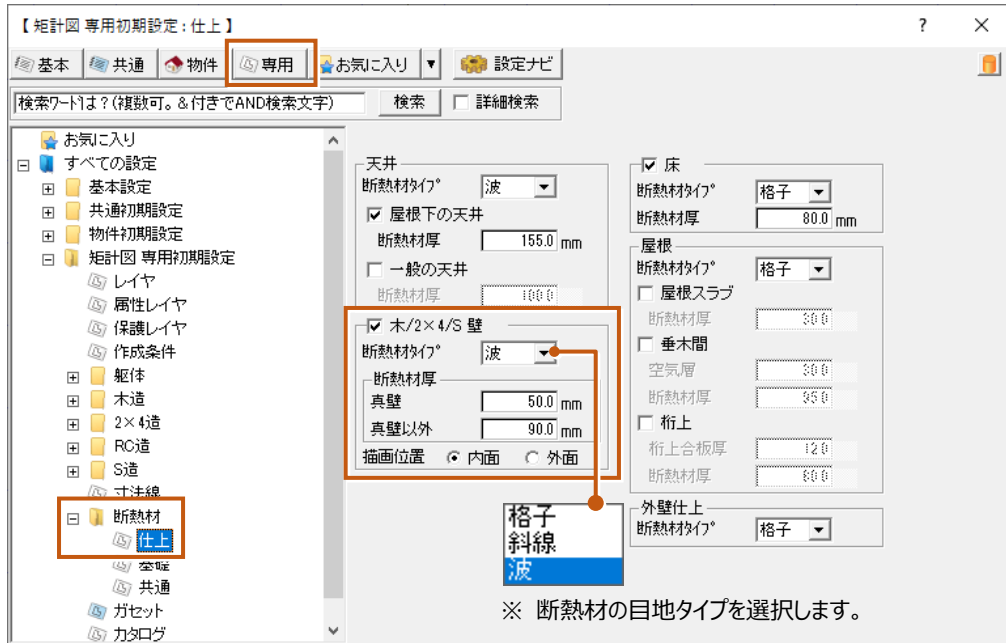 【 矩計図 専用初期設定 : 仕上 】
? ×
基本 共通 物件 専用 お気に入り ▼ 設定ナビ
検索ワードは？(複数可。&付きでAND検索文字) 検索 詳細検索
お気に入り
すべての設定
基本設定
共通初期設定
物件初期設定
矩計図 専用初期設定
レイヤ
属性レイヤ
保護レイヤ
作成条件
躯体
木造
2×4造
RC造
S造
寸法線
断熱材
仕上
基礎
共通
ガセット
カタログ
天井
断熱材ﾀｲﾌﾟ 波
屋根下の天井
断熱材厚 155.0 mm
一般の天井
断熱材厚 100.0
木/2×4/S 壁
断熱材ﾀｲﾌﾟ 波
断熱材厚
真壁 50.0 mm
真壁以外 90.0 mm
描画位置 内面 外面
床
断熱材ﾀｲﾌﾟ 格子
断熱材厚 80.0 mm
屋根
断熱材ﾀｲﾌﾟ 格子
屋根スラブ
断熱材厚 30.0
垂木間
空気層 30.0
断熱材厚
桁上
桁上合板厚 12.0
断熱材厚
外壁仕上
断熱材ﾀｲﾌﾟ 格子
格子
斜線
波
※ 断熱材の目地タイプを選択します。